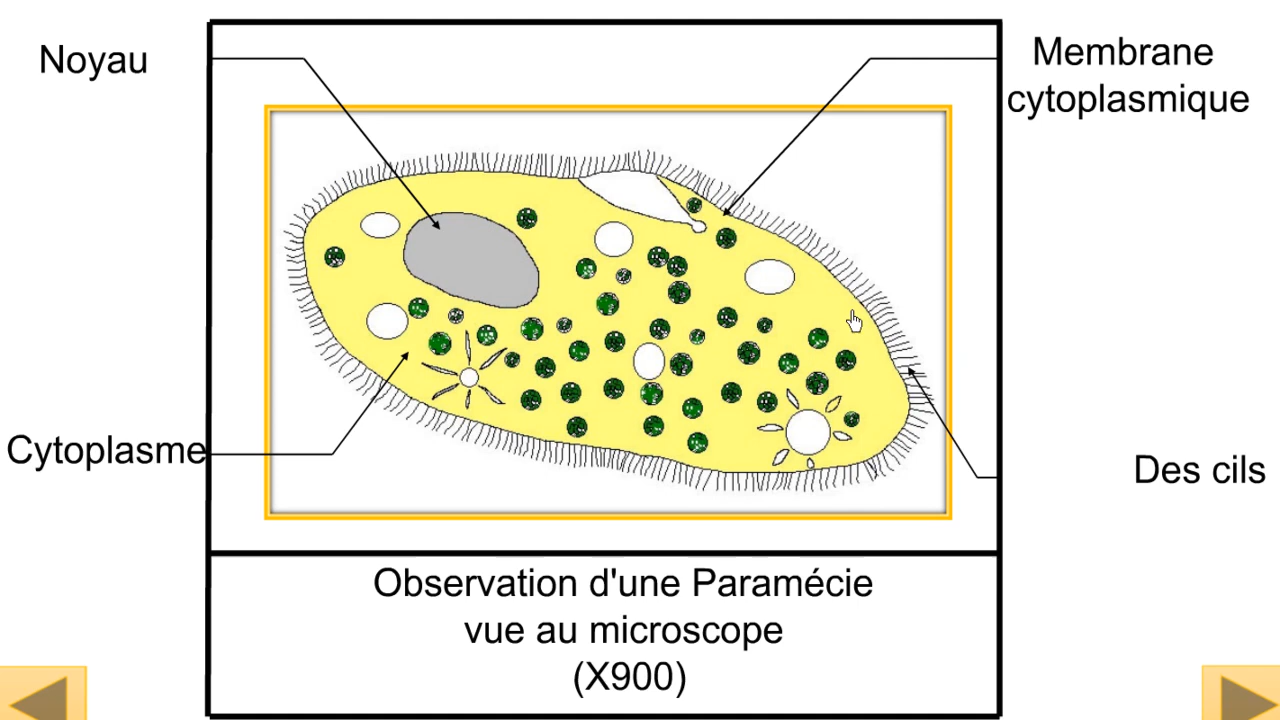 Noyau
Membrane
cytoplasmique
Cytoplasme
Des cils
Observation d'une Paramécie
vue au microscope
(X900)